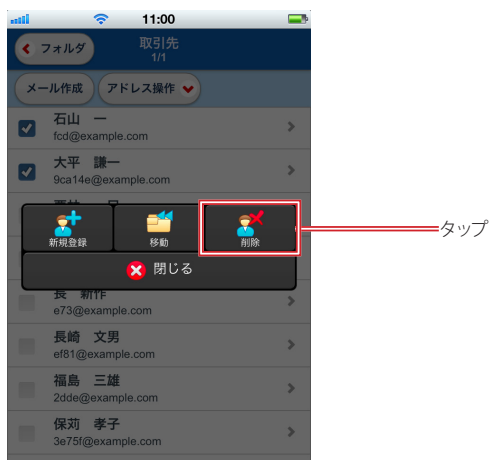 11:00
フォルダ
取引先
1/1
メール作成
アドレス操作
石山　一
fcd@example.com
大平　謙一
9ca14e@example.com
新規登録
移動
削除
タップ
閉じる
長　新作
e73@example.com
長崎　文男
ef81@example.com
福島　三雄
2dde@example.com
保苅　孝子
3e75f@example.com